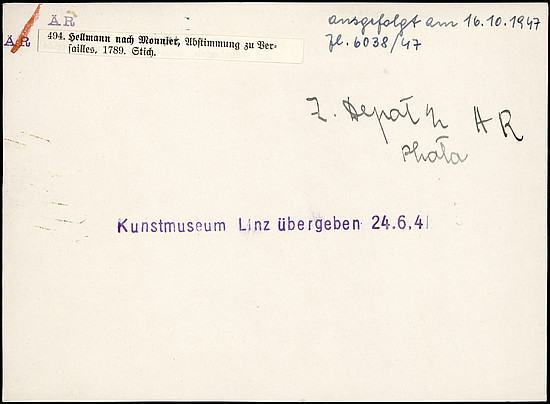 AR
AR
494. Hellmann nach Monnier, Abstimmung zu Ver-
sailles, 1789. Stich.
ausgefolgt am 16.10.1947
Zl. 6038/47
Z. Depot AR
Kunstmuseum Linz übergeben 24.6.41